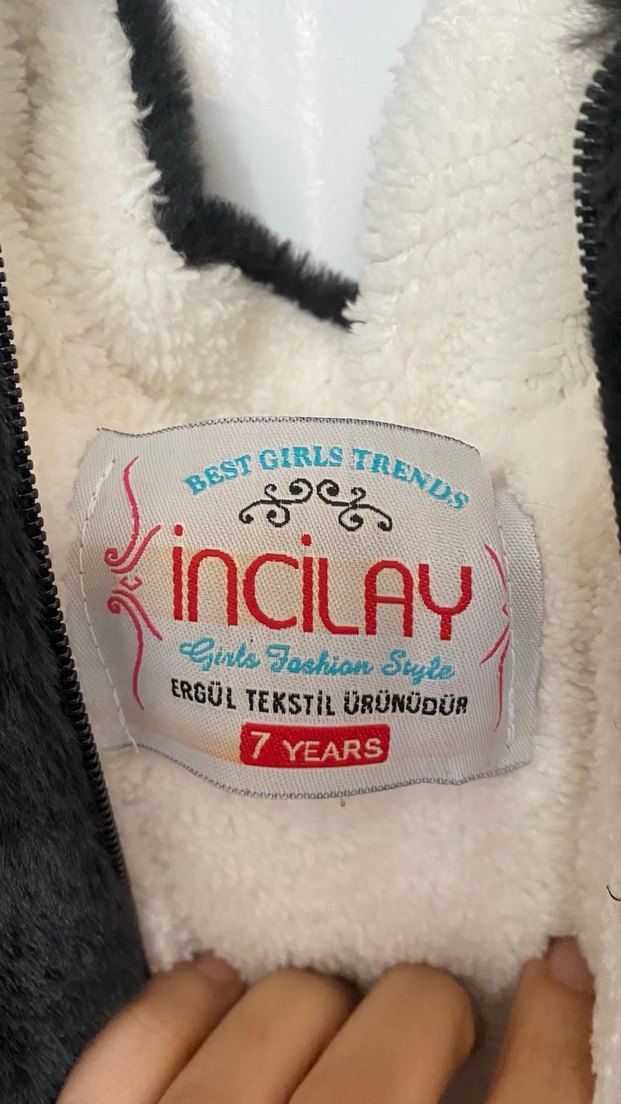 BEST GIRLS TRENDS
incilay
Girls Fashion Style
ERGÜL TEKSTİL ÜRÜNÜDÜR
7 YEARS